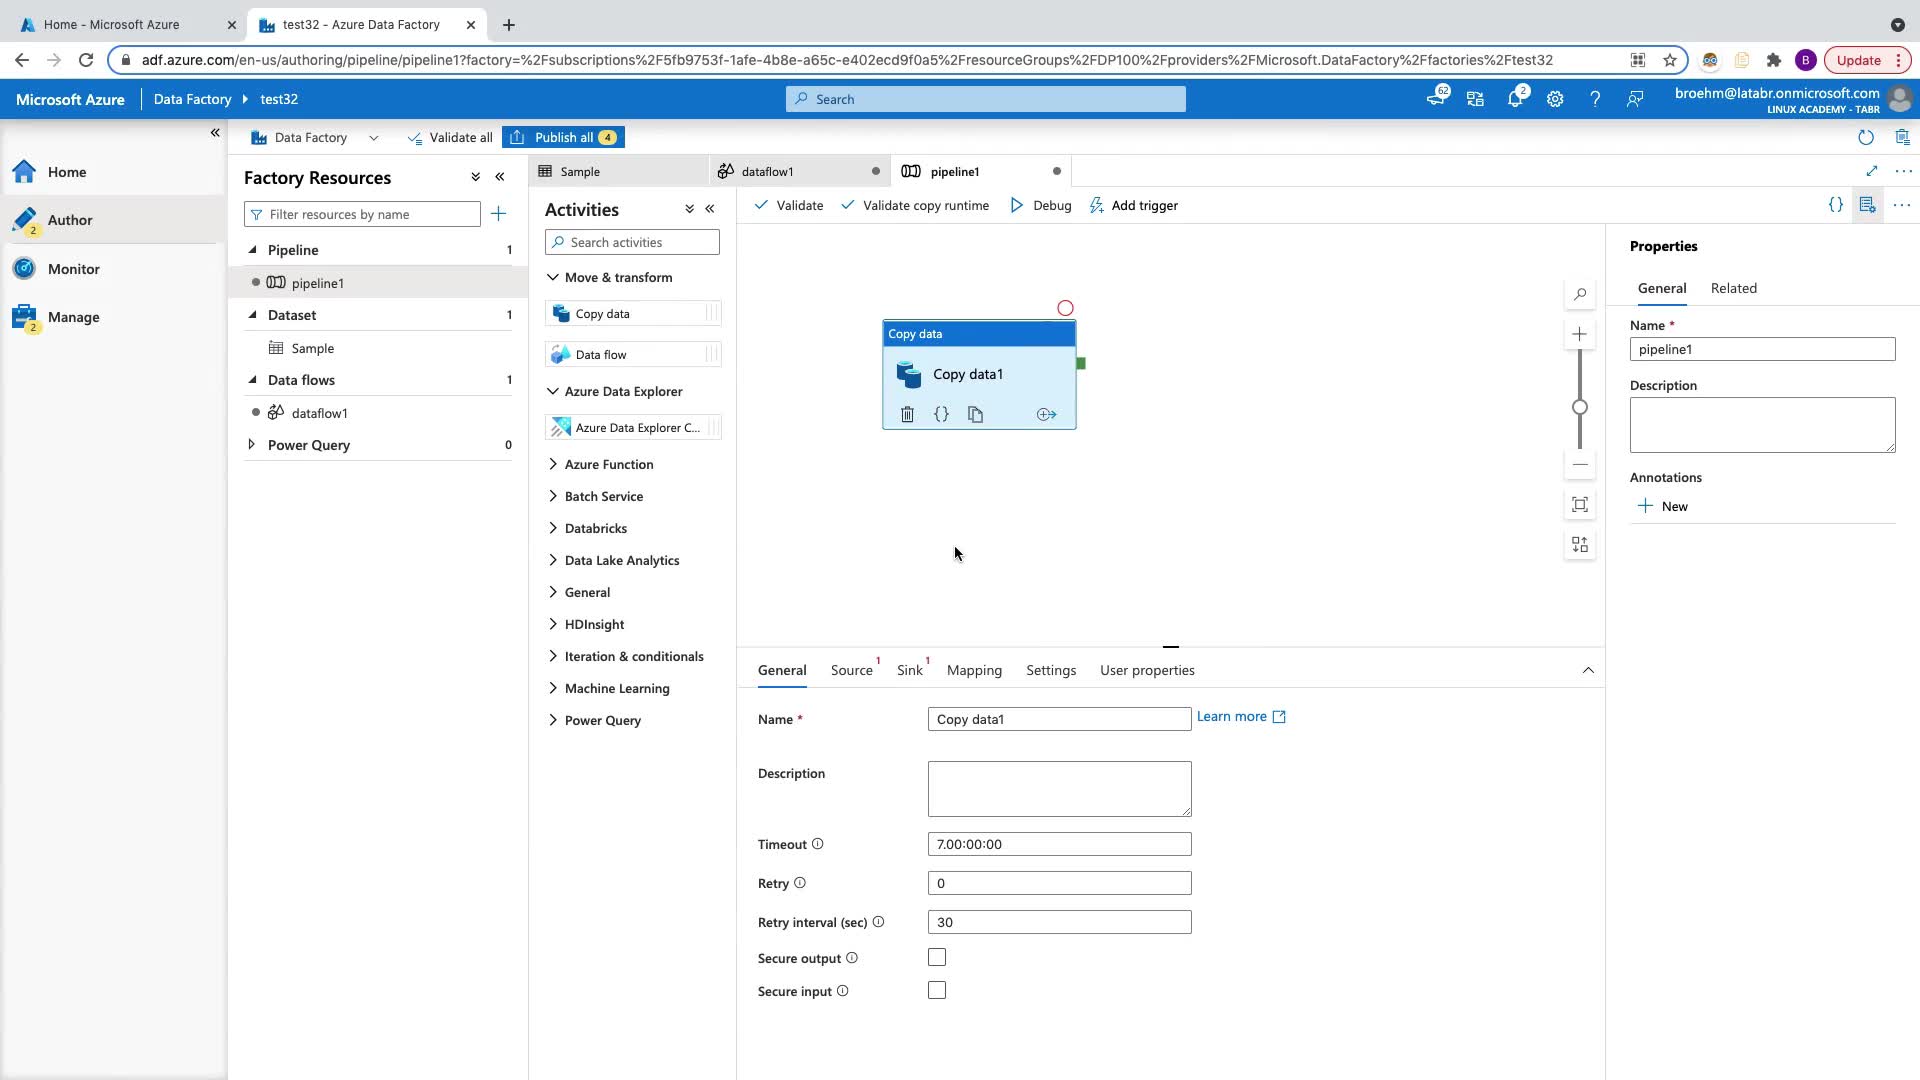 Home - Microsoft Azure
test32 - Azure Data Factory
adf.azure.com/en-us/authoring/pipeline/pipeline1?factory=%2Fsubscriptions%2F5fb9753f-1afe-4b8e-a65c-e402ecd9f0a5%2FresourceGroups%2FDP100%2Fproviders%2FMicrosoft.DataFactory%2Ffactories%2Ftest32
B
Update
Microsoft Azure
Data Factory
test32
Search
62
2
broehm@latabr.onmicrosoft.com
LINUX ACADEMY - TABR
Data Factory
Validate all
Publish all 4
Home
Author
2
Monitor
Manage
2
Factory Resources
Filter resources by name
Pipeline 1
pipeline1
Dataset 1
Sample
Data flows 1
dataflow1
Power Query 0
Sample
dataflow1
pipeline1
Activities
Search activities
Move & transform
Copy data
Data flow
Azure Data Explorer
Azure Data Explorer C...
Azure Function
Batch Service
Databricks
Data Lake Analytics
General
HDInsight
Iteration & conditionals
Machine Learning
Power Query
Validate
Validate copy runtime
Debug
Add trigger
Copy data
Copy data1
General
Source 1
Sink 1
Mapping
Settings
User properties
Name *
Copy data1
Learn more
Description
Timeout
7.00:00:00
Retry
0
Retry interval (sec)
30
Secure output
Secure input
Properties
General
Related
Name *
pipeline1
Description
Annotations
New